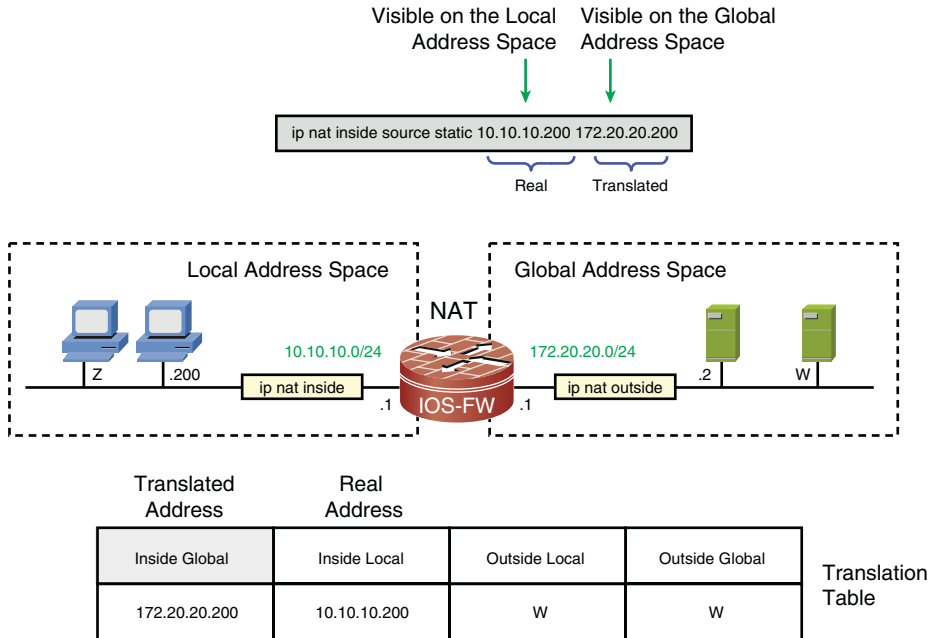 Visible on the Local
Address Space
Visible on the Global
Address Space
ip nat inside source static 10.10.10.200 172.20.20.200
Real
Translated
Local Address Space
Global Address Space
NAT
10.10.10.0/24
172.20.20.0/24
Z
.200
ip nat inside
.1
IOS-FW
.1
ip nat outside
.2
W
Translated
Address
Real
Address
Inside Global
Inside Local
Outside Local
Outside Global
172.20.20.200
10.10.10.200
W
W
Translation
Table